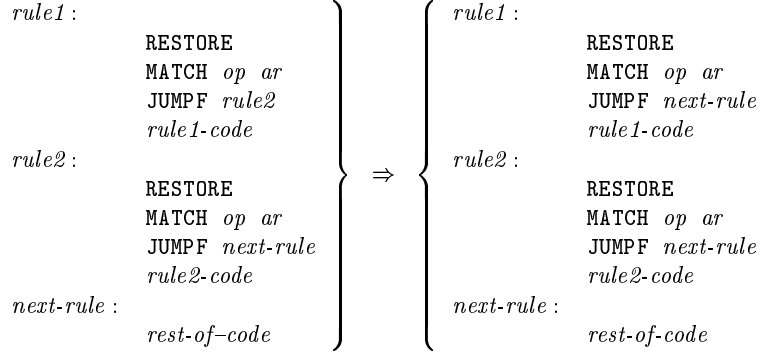 rule1 :
RESTORE
MATCH op ar
JUMPF rule2
rule1-code
rule2 :
RESTORE
MATCH op ar
JUMPF next-rule
rule2-code
next-rule :
rest-of–code
⇒
rule1 :
RESTORE
MATCH op ar
JUMPF next-rule
rule1-code
rule2 :
RESTORE
MATCH op ar
JUMPF next-rule
rule2-code
next-rule :
rest-of-code